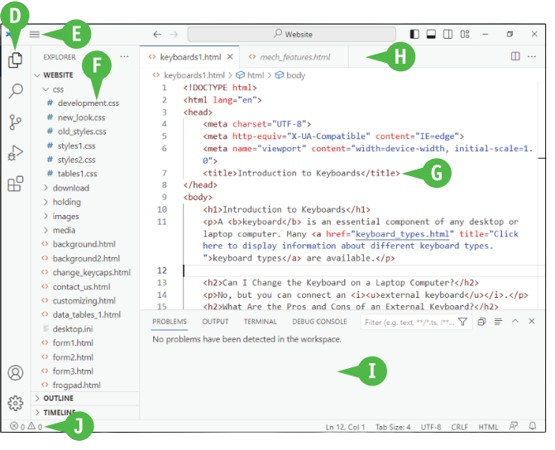 D
E
Website
EXPLORER
keyboards1.html
mech_features.html
H
WEBSITE
F
css
development.css
new_look.css
old_styles.css
styles1.css
styles2.css
tables1.css
download
holding
images
media
background.html
background2.html
change_keycaps.html
contact_us.html
customizing.html
data_tables_1.html
desktop.ini
form1.html
form2.html
form3.html
frogpad.html
OUTLINE
TIMELINE
keyboards1.html > html > body
1 <!DOCTYPE html>
2 <html lang="en">
3 <head>
4 <meta charset="UTF-8">
5 <meta http-equiv="X-UA-Compatible" content="IE=edge">
6 <meta name="viewport" content="width=device-width, initial-scale=1.
0">
7 <title>Introduction to Keyboards</title>
G
8 </head>
9 <body>
10 <h1>Introduction to Keyboards</h1>
11 <p>A <b>keyboard</b> is an essential component of any desktop or
laptop computer. Many <a href="keyboard_types.html" title="Click
here to display information about different keyboard types.
">keyboard types</a> are available.</p>
12
13 <h2>Can I Change the Keyboard on a Laptop Computer?</h2>
14 <p>No, but you can connect an <i><u>external keyboard</u></i>.</p>
15 <h2>What Are the Pros and Cons of an External Keyboard?</h2>
PROBLEMS OUTPUT TERMINAL DEBUG CONSOLE Filter (e.g. text, **/*.ts, !**...
No problems have been detected in the workspace.
I
J
0 0 Ln 12, Col 1 Tab Size: 4 UTF-8 CRLF HTML